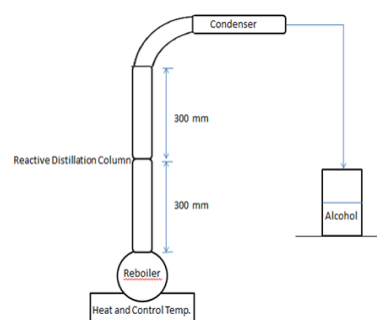 Condenser
300 mm
Reactive Distillation Column
300 mm
Alcohol
Reboiler
Heat and Control Temp.